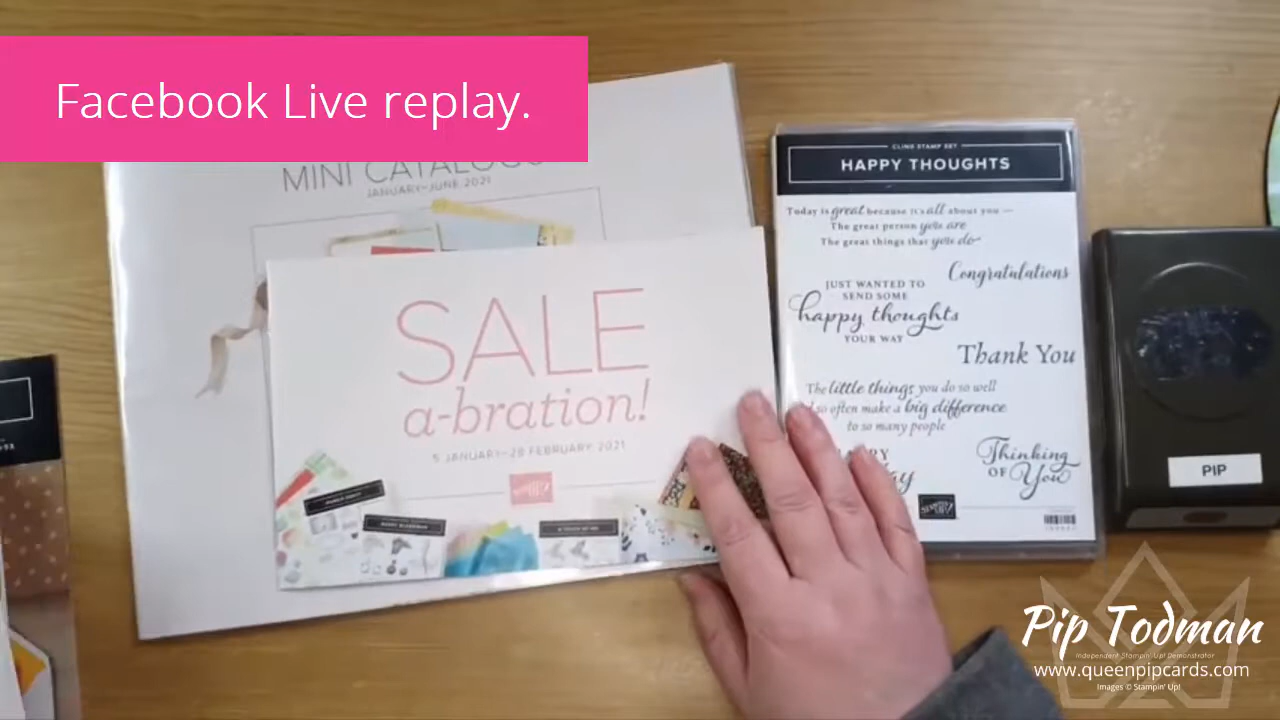 Facebook Live replay.
MINI CATALOGUE
JANUARY–JUNE 2021
SALE
a-bration!
5 JANUARY–28 FEBRUARY 2021
CLING STAMP SET
HAPPY THOUGHTS
Today is great because it's all about you —
The great person you are
The great things that you do
Congratulations
JUST WANTED TO
SEND SOME
happy thoughts
YOUR WAY
Thank You
The little things you do so well
so often make a big difference
to so many people
Thinking
OF You
STAMPIN' UP!
PIP
Pip Todman
Independent Stampin' Up! Demonstrator
www.queenpipcards.com
Images © Stampin' Up!